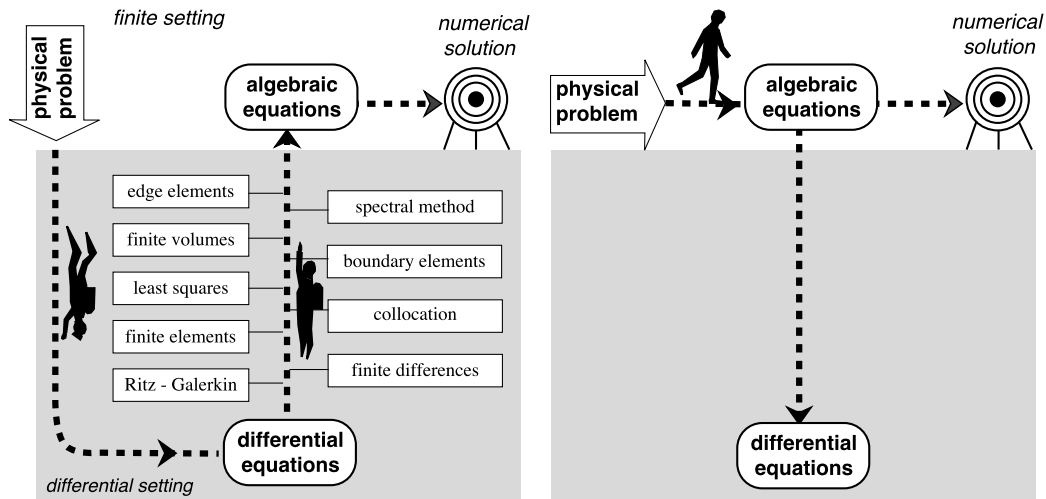 finite setting
physical
problem
algebraic
equations
numerical
solution
edge elements
finite volumes
least squares
finite elements
Ritz - Galerkin
spectral method
boundary elements
collocation
finite differences
differential
equations
differential setting
physical
problem
algebraic
equations
numerical
solution
differential
equations